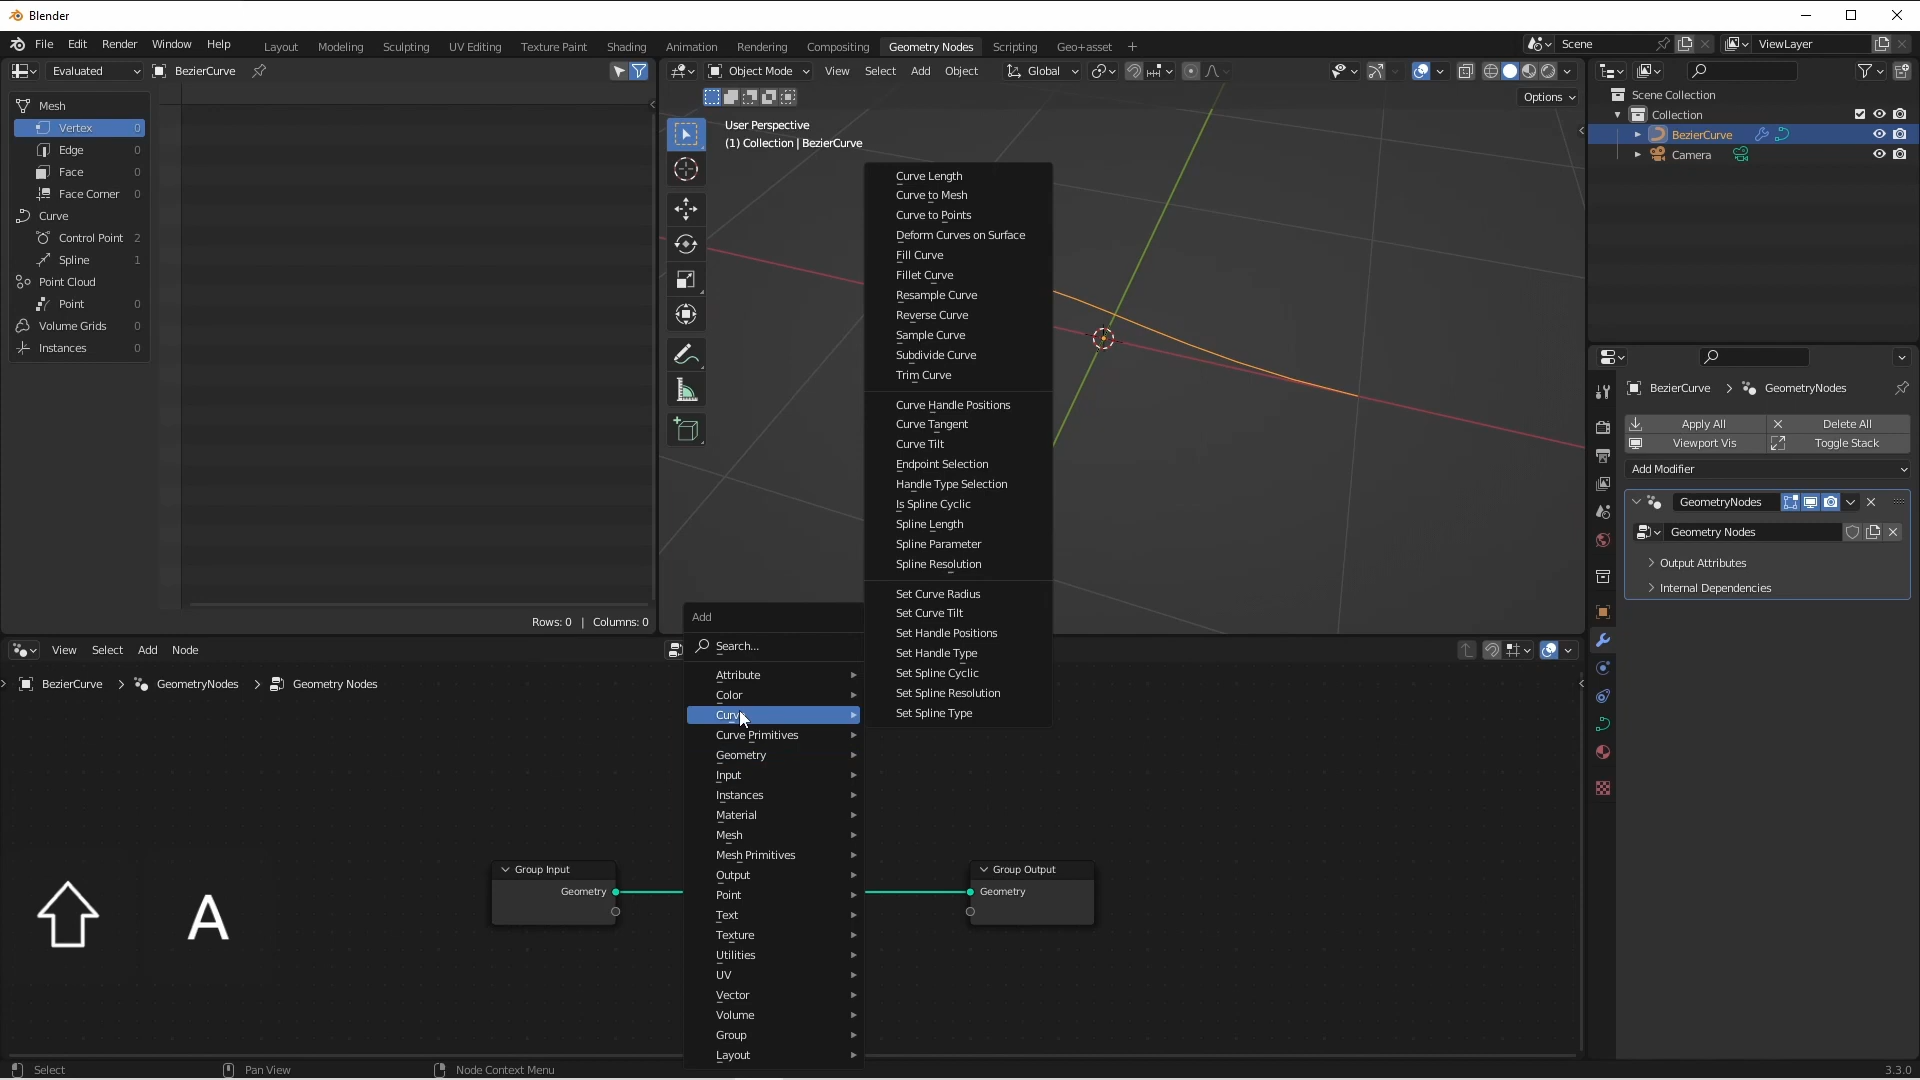 Blender
File Edit Render Window Help
Layout Modeling Sculpting UV Editing Texture Paint Shading Animation Rendering Compositing Geometry Nodes Scripting Geo+asset +
Scene
ViewLayer
Evaluated
BezierCurve
Mesh
Vertex 0
Edge 0
Face 0
Face Corner 0
Curve
Control Point 2
Spline 1
Point Cloud
Point 0
Volume Grids 0
Instances 0
Rows: 0 | Columns: 0
Object Mode View Select Add Object
Global
Options
User Perspective
(1) Collection | BezierCurve
Curve Length
Curve to Mesh
Curve to Points
Deform Curves on Surface
Fill Curve
Fillet Curve
Resample Curve
Reverse Curve
Sample Curve
Subdivide Curve
Trim Curve
Curve Handle Positions
Curve Tangent
Curve Tilt
Endpoint Selection
Handle Type Selection
Is Spline Cyclic
Spline Length
Spline Parameter
Spline Resolution
Set Curve Radius
Set Curve Tilt
Set Handle Positions
Set Handle Type
Set Spline Cyclic
Set Spline Resolution
Set Spline Type
Scene Collection
Collection
BezierCurve
Camera
BezierCurve > GeometryNodes
Apply All
Delete All
Viewport Vis
Toggle Stack
Add Modifier
GeometryNodes
Geometry Nodes
Output Attributes
Internal Dependencies
View Select Add Node
BezierCurve > GeometryNodes > Geometry Nodes
Add
Search...
Attribute
Color
Curve
Curve Primitives
Geometry
Input
Instances
Material
Mesh
Mesh Primitives
Output
Point
Text
Texture
Utilities
UV
Vector
Volume
Group
Layout
Group Input
Geometry
Group Output
Geometry
A
Select
Pan View
Node Context Menu
3.3.0